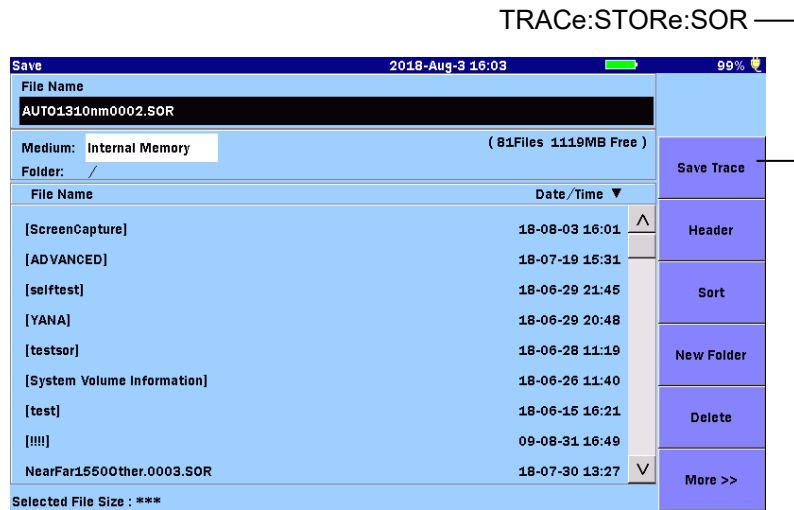 TRACe:STORe:SOR
Save 2018-Aug-3 16:03 99%
File Name
AUTO1310nm0002.SOR
Medium: Internal Memory ( 81Files 1119MB Free )
Folder: /
File Name Date/Time ▼
[ScreenCapture] 18-08-03 16:01
[ADVANCED] 18-07-19 15:31
[selftest] 18-06-29 21:45
[YANA] 18-06-29 20:48
[testsor] 18-06-28 11:19
[System Volume Information] 18-06-26 11:40
[test] 18-06-15 16:21
[!!!!] 09-08-31 16:49
NearFar1550Other.0003.SOR 18-07-30 13:27
Selected File Size : ***
Save Trace
Header
Sort
New Folder
Delete
More >>